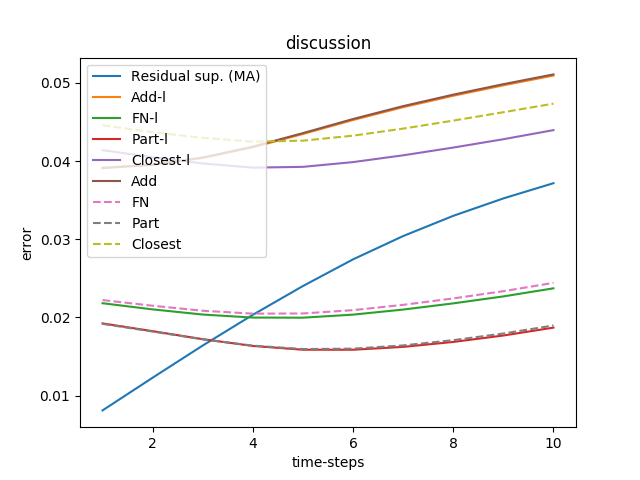 discussion
Residual sup. (MA)
Add-l
FN-l
Part-l
Closest-l
Add
FN
Part
Closest
error
0.05
0.04
0.03
0.02
0.01
2 4 6 8 10
time-steps